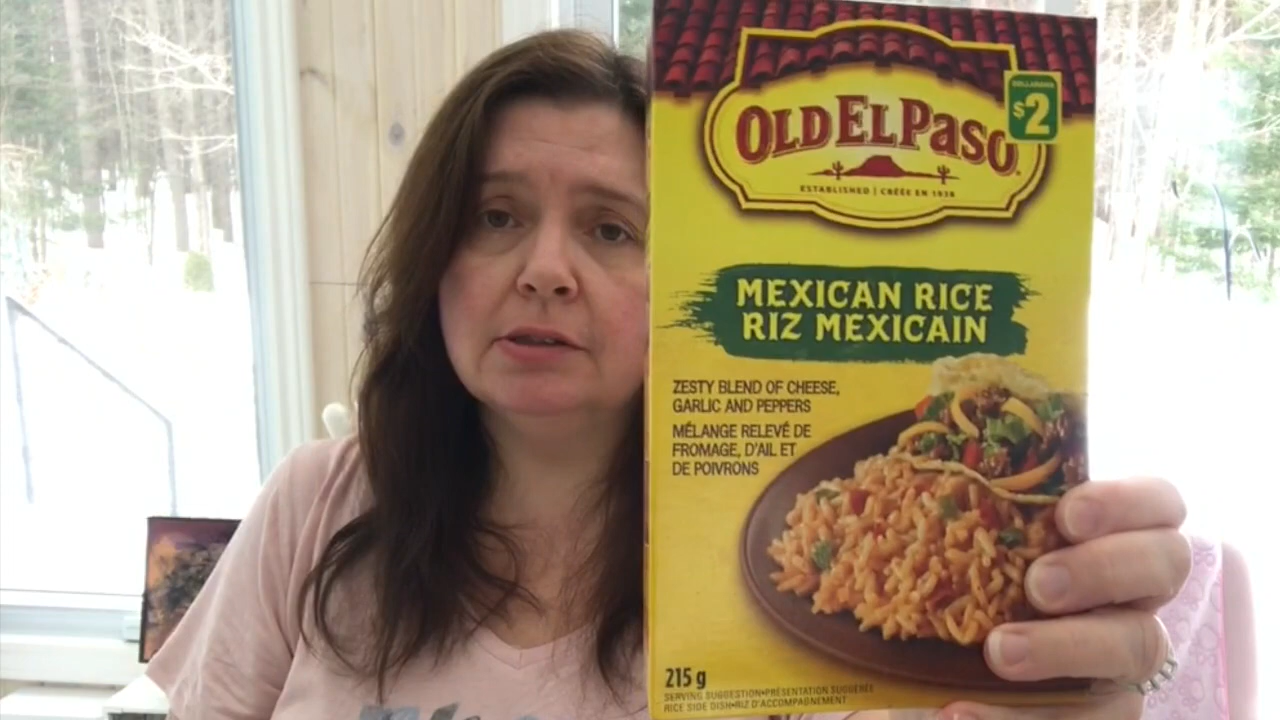 OLD EL PASO
ESTABLISHED | CRÉÉE EN 1938
DOLLARAMA
$2
MEXICAN RICE
RIZ MEXICAIN
ZESTY BLEND OF CHEESE,
GARLIC AND PEPPERS
MÉLANGE RELEVÉ DE
FROMAGE, D'AIL ET
DE POIVRONS
215 g
SERVING SUGGESTION•PRÉSENTATION SUGGÉRÉE
RICE SIDE DISH•RIZ D'ACCOMPAGNEMENT